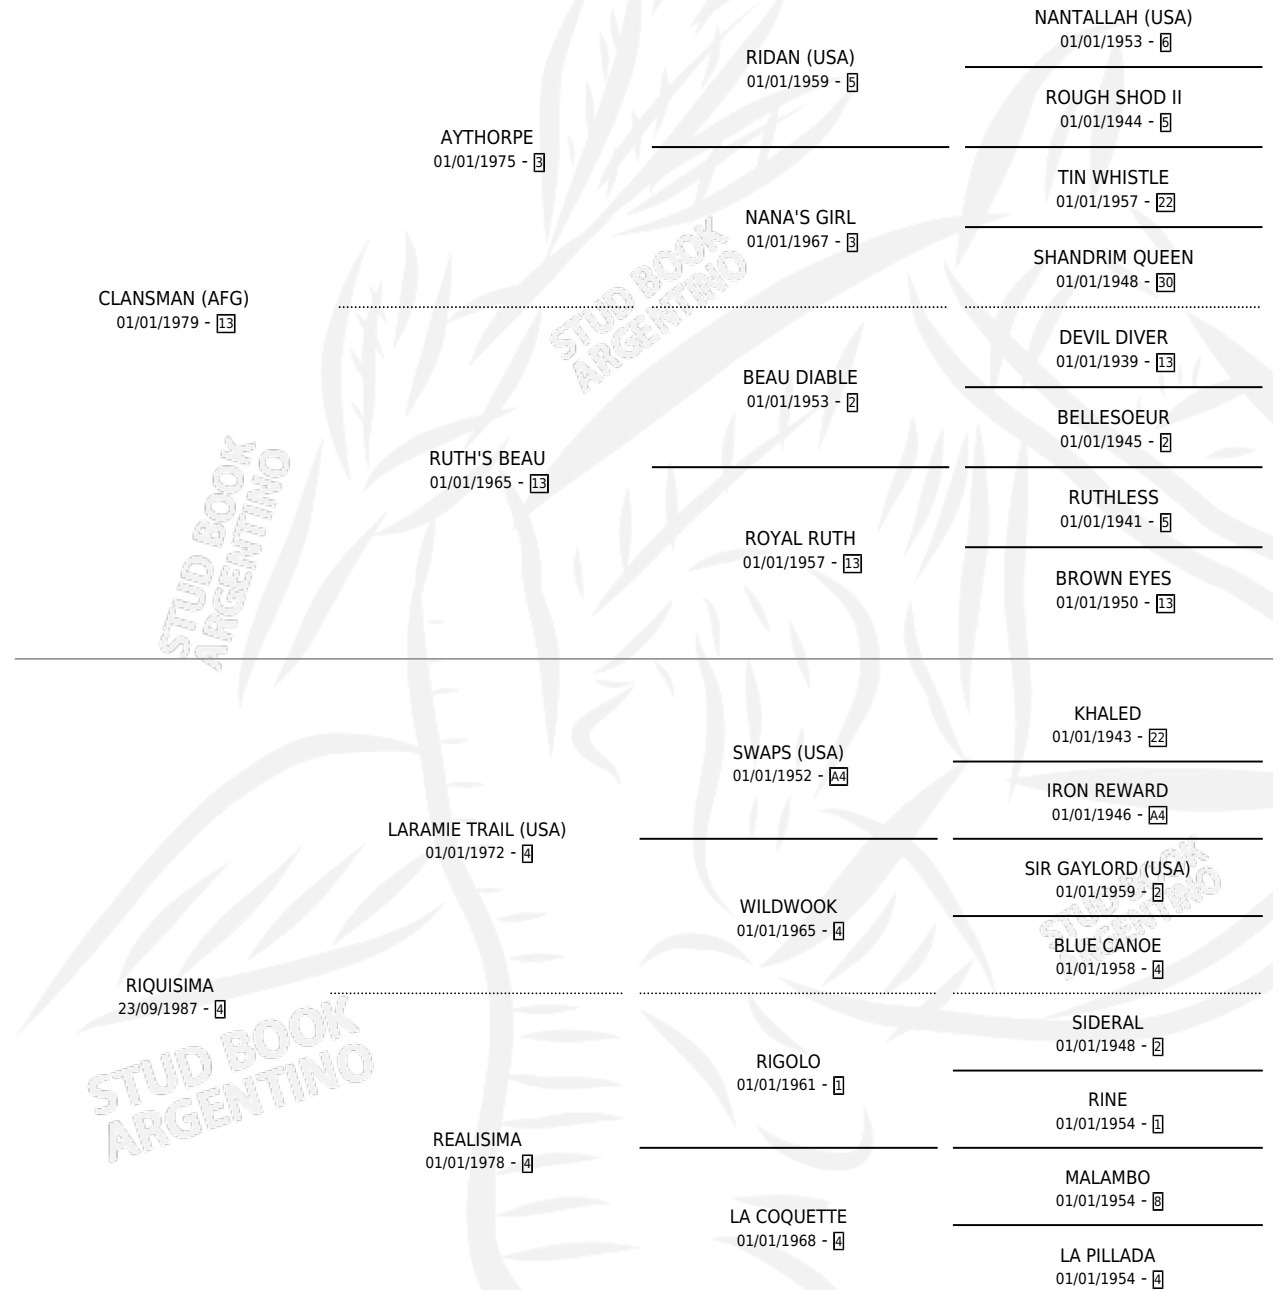 NANTALLAH (USA)
01/01/1953 - 6
RIDAN (USA)
01/01/1959 - 5
ROUGH SHOD II
01/01/1944 - 5
AYTHORPE
01/01/1975 - 3
TIN WHISTLE
01/01/1957 - 22
NANA'S GIRL
01/01/1967 - 3
SHANDRIM QUEEN
01/01/1948 - 30
CLANSMAN (AFG)
01/01/1979 - 13
STUD BOOK
ARGENTINO
DEVIL DIVER
01/01/1939 - 13
BEAU DIABLE
01/01/1953 - 2
BELLESOEUR
01/01/1945 - 2
RUTH'S BEAU
01/01/1965 - 13
RUTHLESS
01/01/1941 - 5
ROYAL RUTH
01/01/1957 - 13
BROWN EYES
01/01/1950 - 13
STUD BOOK
ARGENTINO
KHALED
01/01/1943 - 22
SWAPS (USA)
01/01/1952 - A4
IRON REWARD
01/01/1946 - A4
LARAMIE TRAIL (USA)
01/01/1972 - 4
SIR GAYLORD (USA)
01/01/1959 - 2
WILDWOOK
01/01/1965 - 4
BLUE CANOE
01/01/1958 - 4
STUD BOOK
ARGENTINO
RIQUISIMA
23/09/1987 - 4
SIDERAL
01/01/1948 - 2
RIGOLO
01/01/1961 - 1
RINE
01/01/1954 - 1
STUD BOOK
ARGENTINO
REALISIMA
01/01/1978 - 4
MALAMBO
01/01/1954 - 8
LA COQUETTE
01/01/1968 - 4
LA PILLADA
01/01/1954 - 4